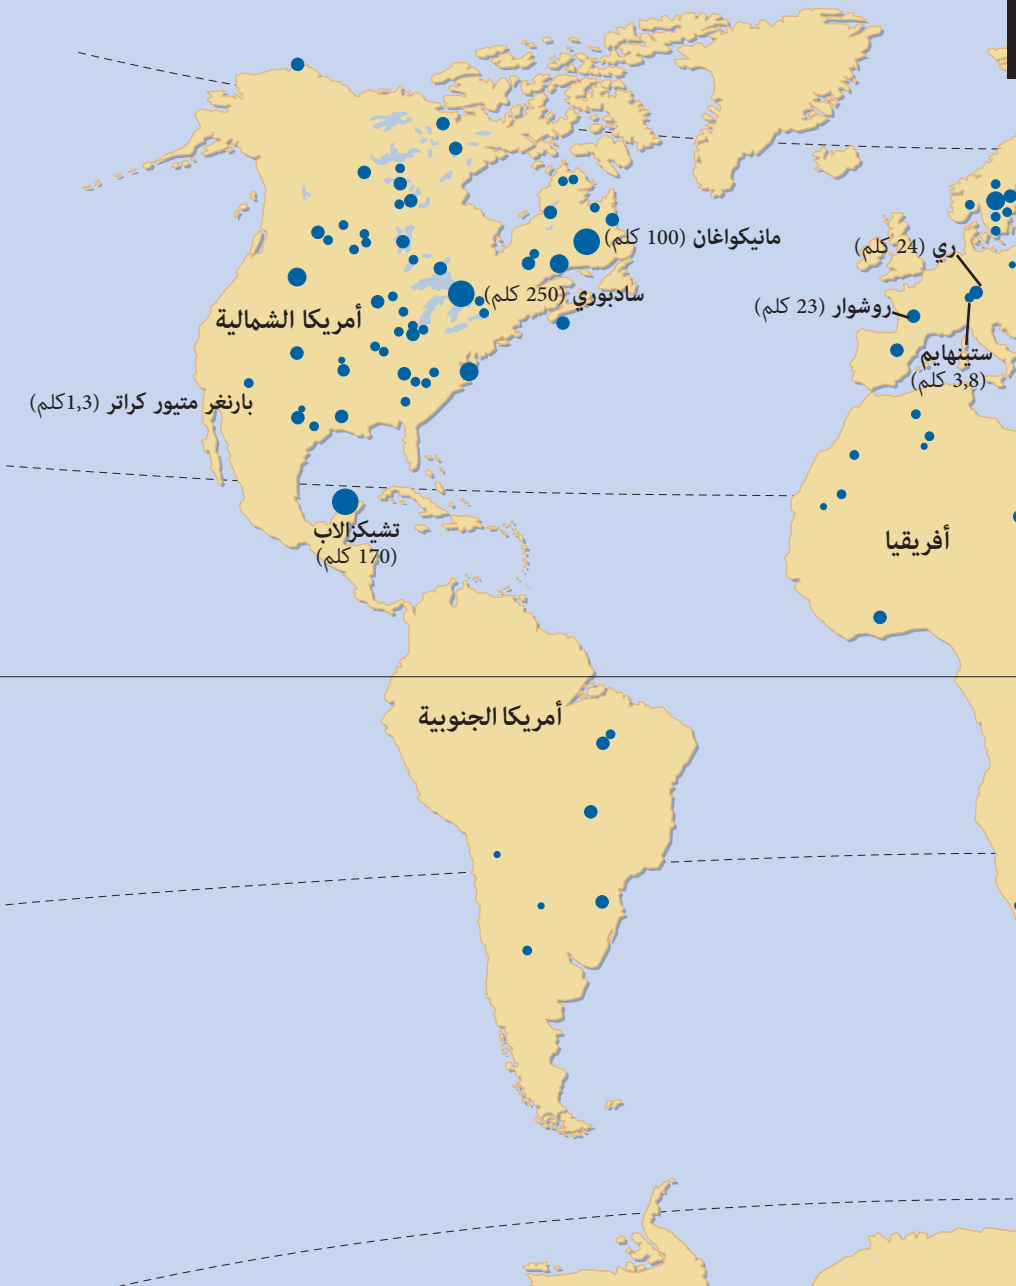 مانيكواغان (100 كلم)
ري (24 كلم)
سادبوري (250 كلم)
روشوار (23 كلم)
أمريكا الشمالية
ستينهايم
(3,8 كلم)
بارنغر متيور كراتر (1,3كلم)
تشيكزالاب
(170 كلم)
أفريقيا
أمريكا الجنوبية